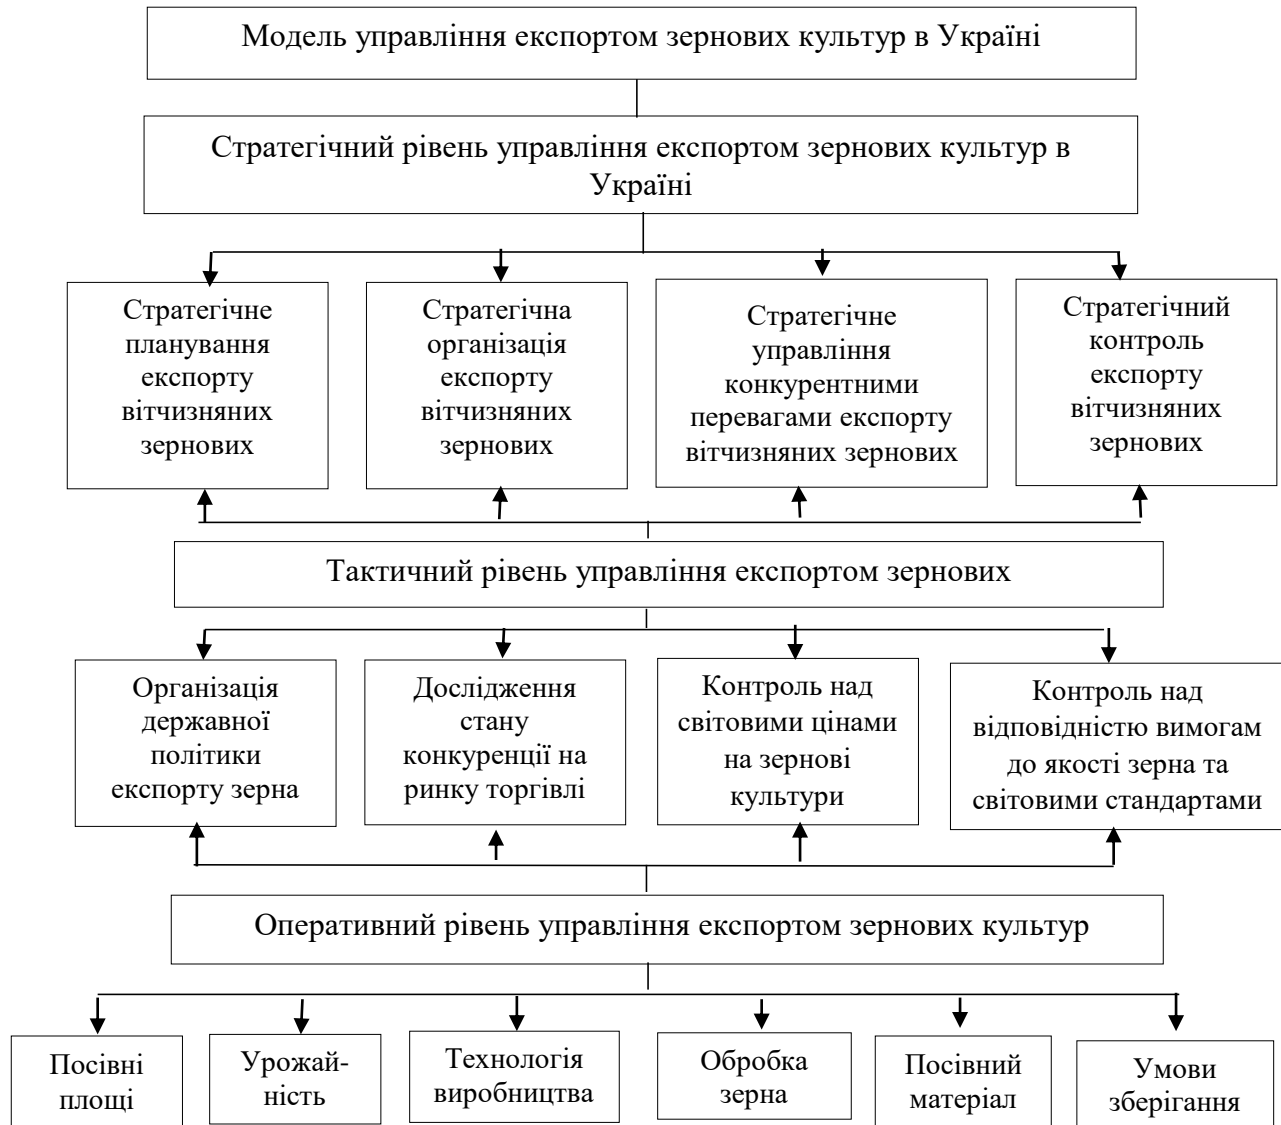 Модель управління експортом зернових культур в Україні
Стратегічний рівень управління експортом зернових культур в
Україні
Стратегічне
планування
експорту
вітчизняних
зернових
Стратегічна
організація
експорту
вітчизняних
зернових
Стратегічне
управління
конкурентними
перевагами експорту
вітчизняних зернових
Стратегічний
контроль
експорту
вітчизняних
зернових
Тактичний рівень управління експортом зернових
Організація
державної
політики
експорту зерна
Дослідження
стану
конкуренції на
ринку торгівлі
Контроль над
світовими цінами
на зернові
культури
Контроль над
відповідністю вимогам
до якості зерна та
світовими стандартами
Оперативний рівень управління експортом зернових культур
Посівні
площі
Урожай-
ність
Технологія
виробництва
Обробка
зерна
Посівний
матеріал
Умови
зберігання